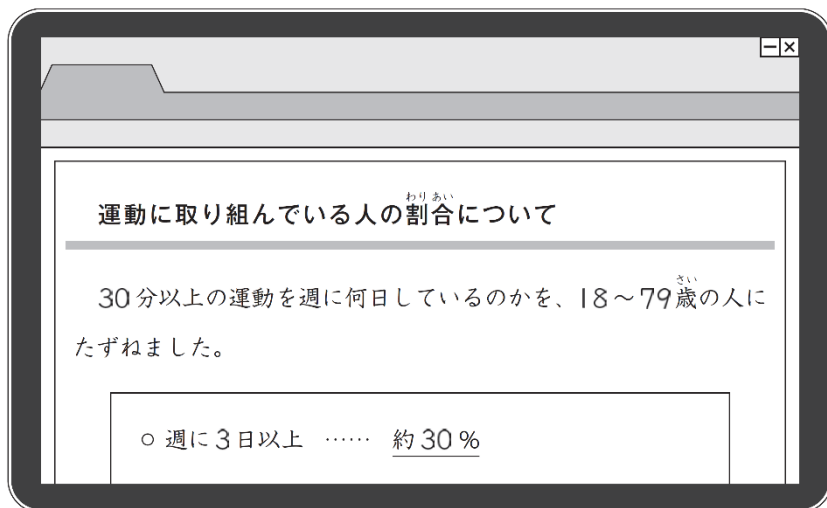 運動に取り組んでいる人の割合について
30分以上の運動を週に何日しているのかを、18～79歳の人に
たずねました。
○ 週に3日以上 …… 約30%